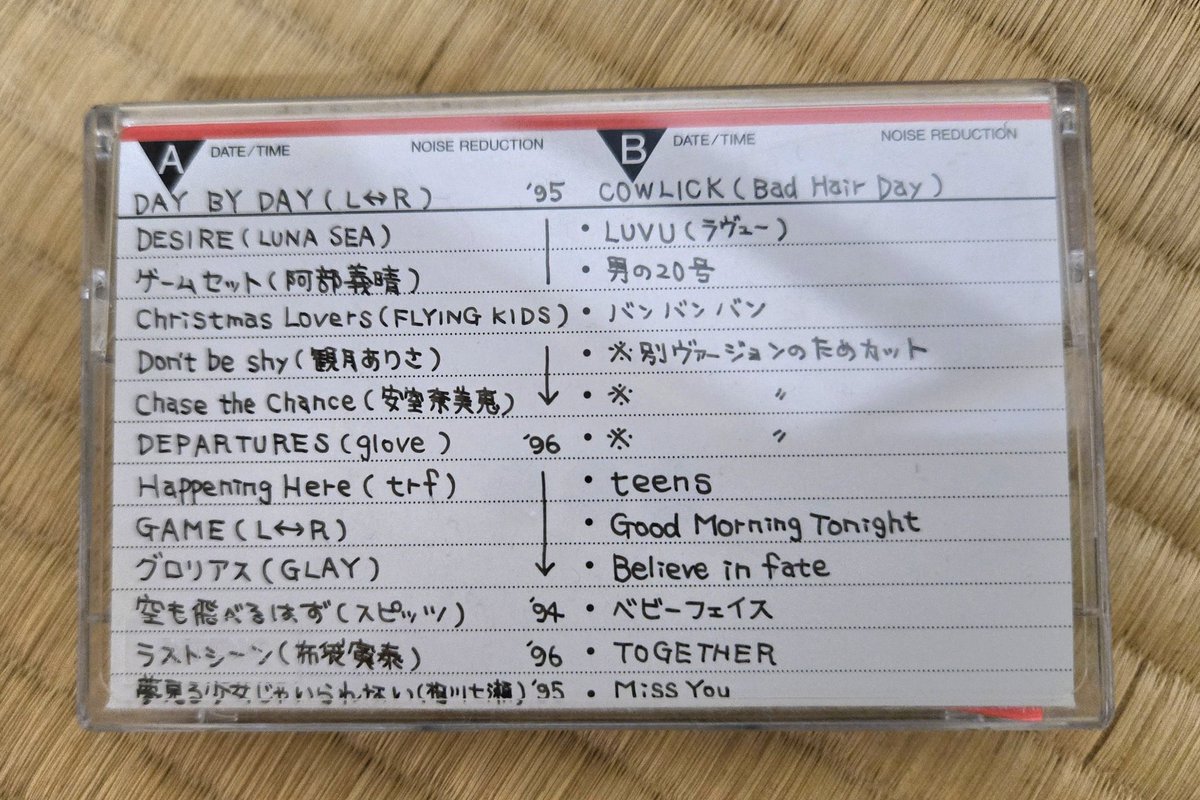 A DATE/TIME NOISE REDUCTION
DAY BY DAY (L↔R) '95
DESIRE (LUNA SEA)
ゲームセット (阿部義晴)
Christmas Lovers (FLYING KIDS)
Don't be shy (観月ありさ)
Chase the Chance (安室奈美恵)
DEPARTURES (glove) '96
Happening Here (trf)
GAME (L↔R)
グロリアス (GLAY)
空も飛べるはず (スピッツ) '94
ラストシーン (布袋寅泰) '96
夢見る少女じゃいられない (相川七瀬) '95
B DATE/TIME NOISE REDUCTION
COWLICK (Bad Hair Day)
・LUVU (ラヴュー)
・男の20号
・バンバンバン
・※別ヴァージョンのためカット
・※ 〃
・※ 〃
・teens
・Good Morning Tonight
・Believe in fate
・ベビーフェイス
・TOGETHER
・Miss You